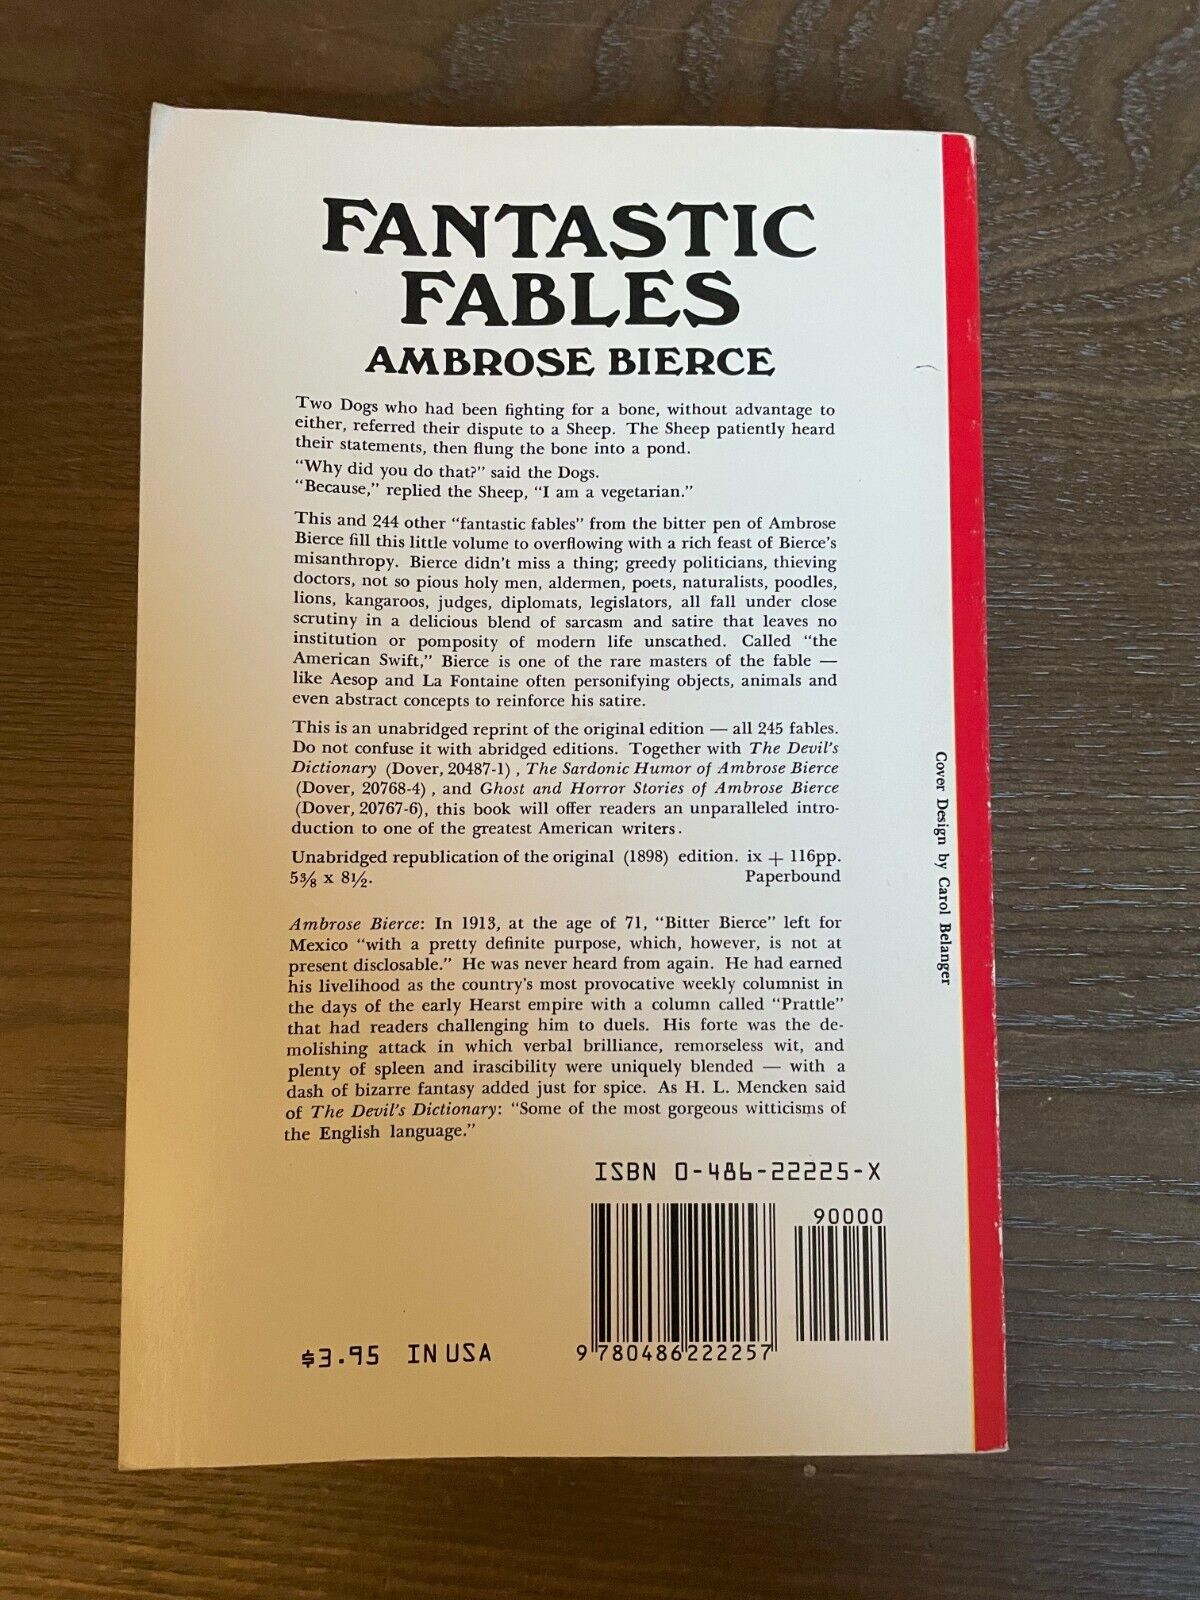 FANTASTIC
FABLES
AMBROSE BIERCE
Two Dogs who had been fighting for a bone, without advantage to
either, referred their dispute to a Sheep. The Sheep patiently heard
their statements, then flung the bone into a pond.
"Why did you do that?" said the Dogs.
"Because," replied the Sheep, "I am a vegetarian."
This and 244 other "fantastic fables" from the bitter pen of Ambrose
Bierce fill this little volume to overflowing with a rich feast of Bierce's
misanthropy. Bierce didn't miss a thing; greedy politicians, thieving
doctors, not so pious holy men, aldermen, poets, naturalists, poodles,
lions, kangaroos, judges, diplomats, legislators, all fall under close
scrutiny in a delicious blend of sarcasm and satire that leaves no
institution or pomposity of modern life unscathed. Called "the
American Swift," Bierce is one of the rare masters of the fable —
like Aesop and La Fontaine often personifying objects, animals and
even abstract concepts to reinforce his satire.
This is an unabridged reprint of the original edition — all 245 fables.
Do not confuse it with abridged editions. Together with The Devil's
Dictionary (Dover, 20487-1), The Sardonic Humor of Ambrose Bierce
(Dover, 20768-4), and Ghost and Horror Stories of Ambrose Bierce
(Dover, 20767-6), this book will offer readers an unparalleled intro-
duction to one of the greatest American writers.
Unabridged republication of the original (1898) edition. ix + 116pp.
5⅜ x 8½. Paperbound
Ambrose Bierce: In 1913, at the age of 71, "Bitter Bierce" left for
Mexico "with a pretty definite purpose, which, however, is not at
present disclosable." He was never heard from again. He had earned
his livelihood as the country's most provocative weekly columnist in
the days of the early Hearst empire with a column called "Prattle"
that had readers challenging him to duels. His forte was the de-
molishing attack in which verbal brilliance, remorseless wit, and
plenty of spleen and irascibility were uniquely blended — with a
dash of bizarre fantasy added just for spice. As H. L. Mencken said
of The Devil's Dictionary: "Some of the most gorgeous witticisms of
the English language."
Cover Design by Carol Belanger
ISBN 0-486-22225-X
90000
9 780486 222257
$3.95 IN USA